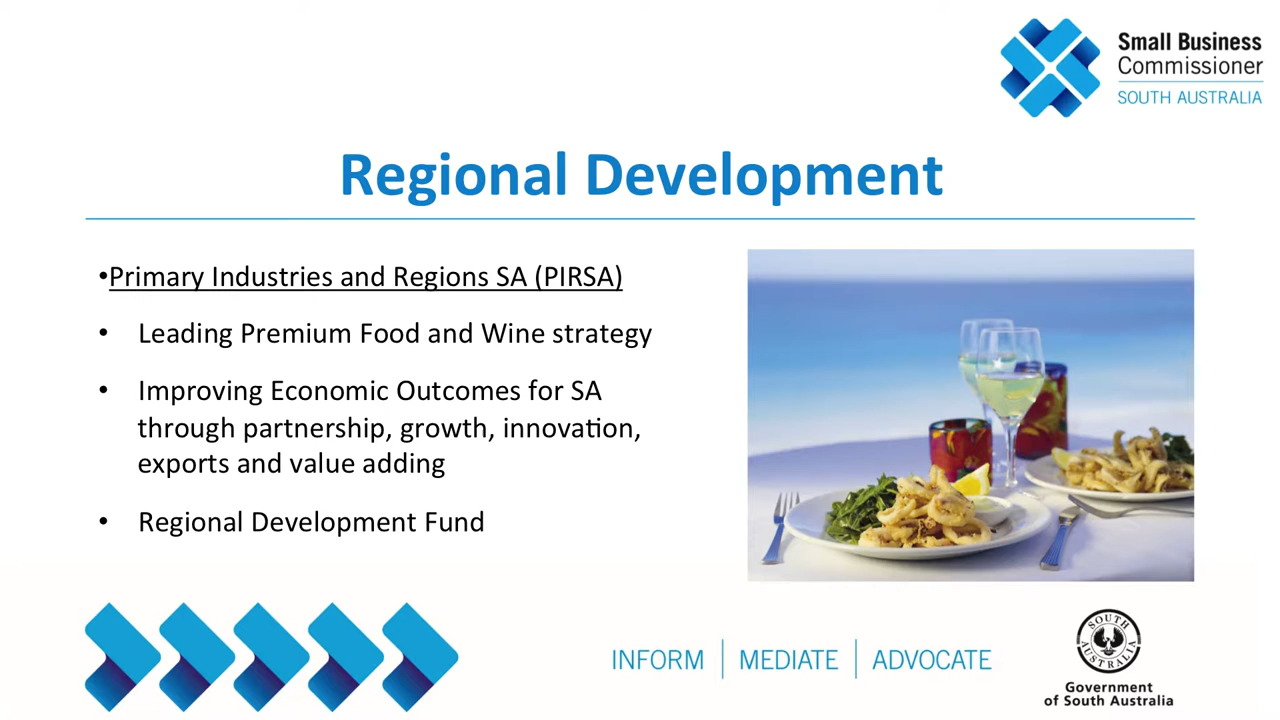 Small Business
Commissioner
SOUTH AUSTRALIA
Regional Development
•Primary Industries and Regions SA (PIRSA)
• Leading Premium Food and Wine strategy
• Improving Economic Outcomes for SA
through partnership, growth, innovation,
exports and value adding
• Regional Development Fund
INFORM | MEDIATE | ADVOCATE
SOUTH
AUSTRALIA
Government
of South Australia